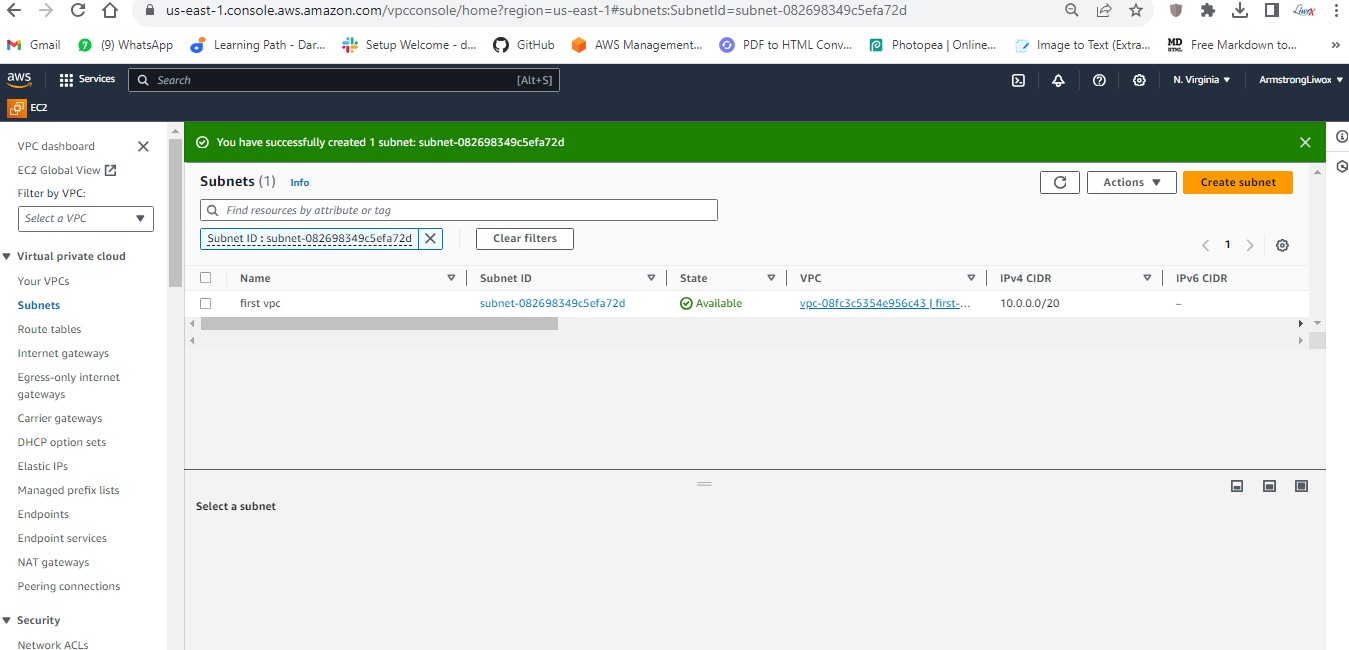 us-east-1.console.aws.amazon.com/vpcconsole/home?region=us-east-1#subnets:SubnetId=subnet-082698349c5efa72d
Gmail (9) WhatsApp Learning Path - Dar... Setup Welcome - d... GitHub AWS Management... PDF to HTML Conv... Photopea | Online... Image to Text (Extra... MD HTML Free Markdown to... »
aws Services Search [Alt+S] N. Virginia ArmstrongLiwox
EC2
VPC dashboard
EC2 Global View
Filter by VPC:
Select a VPC
Virtual private cloud
Your VPCs
Subnets
Route tables
Internet gateways
Egress-only internet
gateways
Carrier gateways
DHCP option sets
Elastic IPs
Managed prefix lists
Endpoints
Endpoint services
NAT gateways
Peering connections
Security
Network ACLs
You have successfully created 1 subnet: subnet-082698349c5efa72d
Subnets (1) Info
Actions Create subnet
Find resources by attribute or tag
Subnet ID : subnet-082698349c5efa72d Clear filters
1
Name Subnet ID State VPC IPv4 CIDR IPv6 CIDR
first vpc subnet-082698349c5efa72d Available vpc-08fc3c5354e956c43 | first-... 10.0.0.0/20 –
Select a subnet